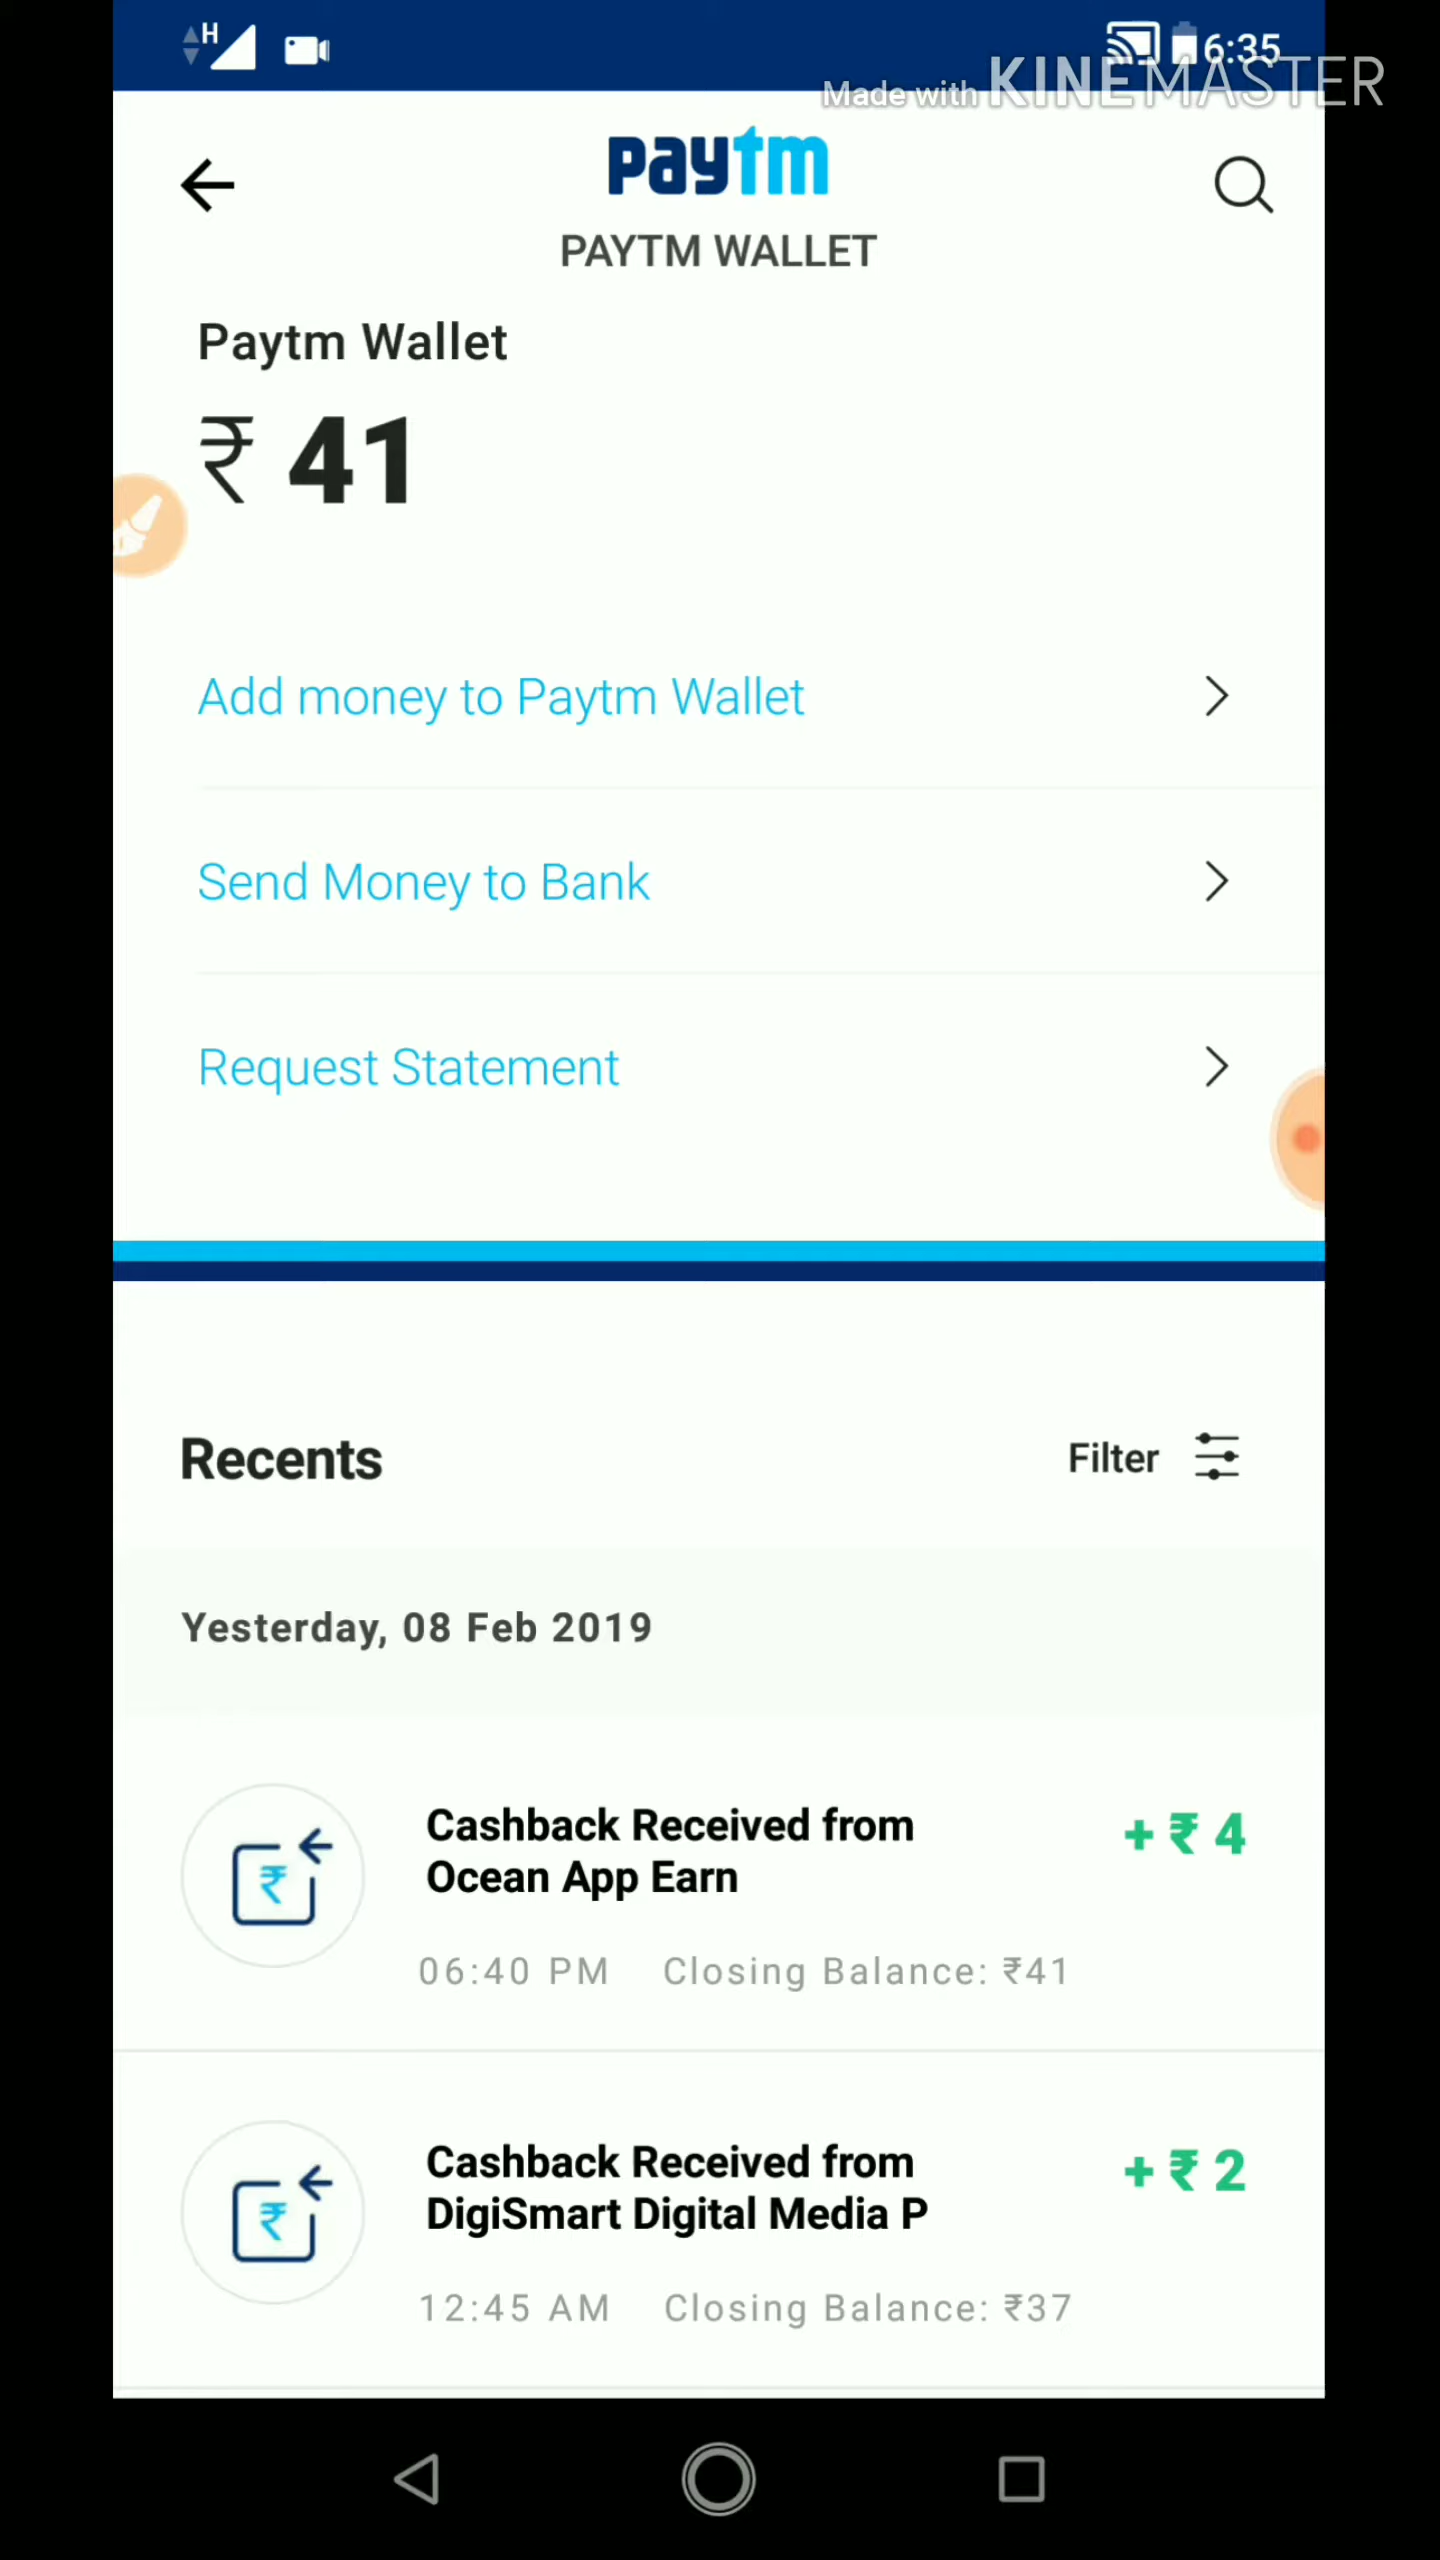 H
6:35
Made with KINEMASTER
paytm
PAYTM WALLET
Paytm Wallet
₹ 41
Add money to Paytm Wallet
Send Money to Bank
Request Statement
Recents
Filter
Yesterday, 08 Feb 2019
Cashback Received from
Ocean App Earn
+ ₹ 4
₹
06:40 PM Closing Balance: ₹41
Cashback Received from
DigiSmart Digital Media P
+ ₹ 2
₹
12:45 AM Closing Balance: ₹37